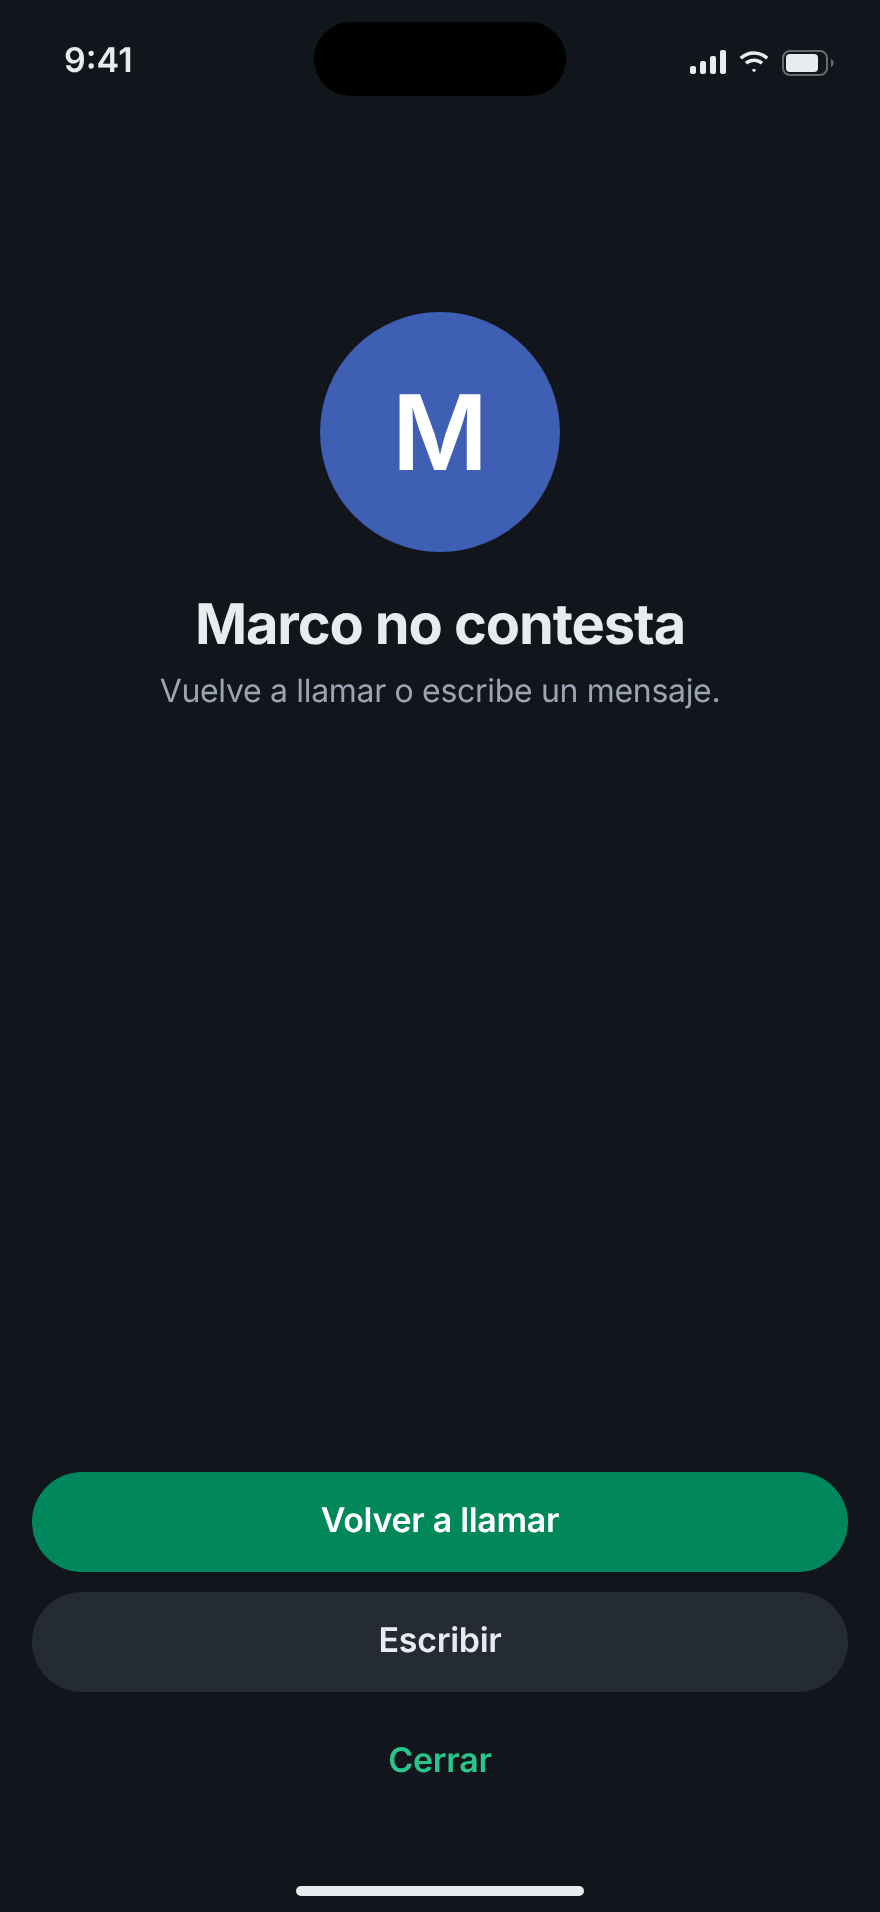 9:41
M
Marco no contesta
Vuelve a llamar o escribe un mensaje.
Volver a llamar
Escribir
Cerrar